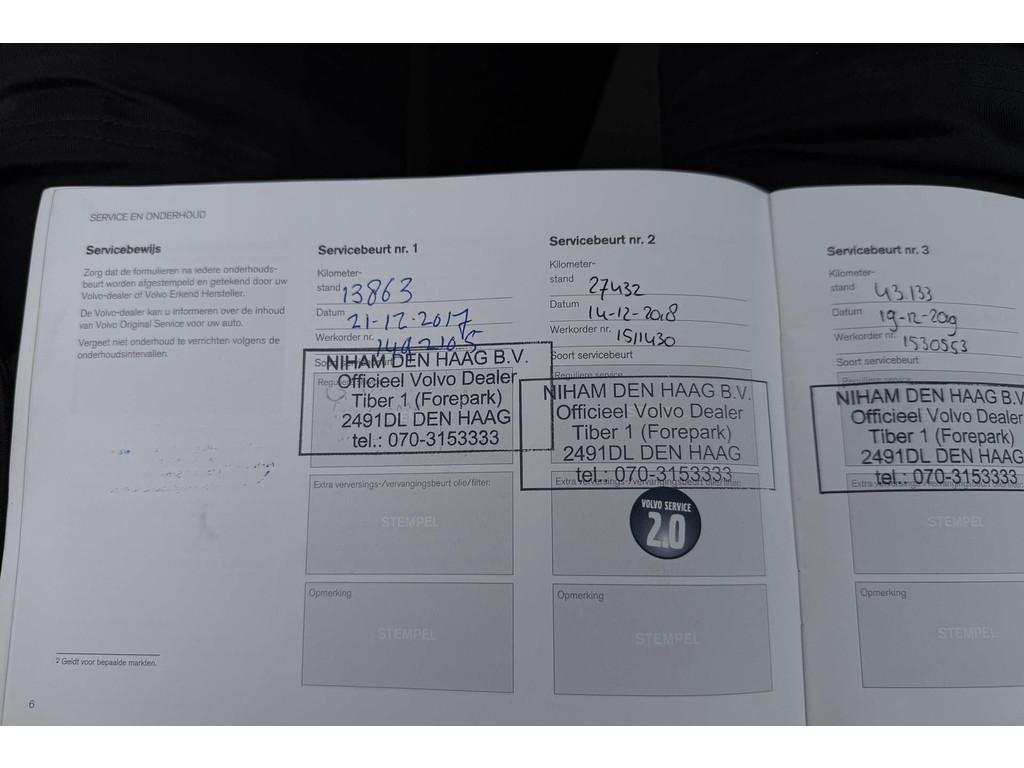 SERVICE EN ONDERHOUD
Servicebewijs
Zorg dat de formulieren na iedere onderhouds-
beurt worden afgestempeld en getekend door uw
Volvo-dealer of Volvo Erkend Hersteller.
De Volvo-dealer kan u informeren over de inhoud
van Volvo Original Service voor uw auto.
Vergeet niet onderhoud te verrichten volgens de
onderhoudsintervallen.
2 Geldt voor bepaalde markten.
6
Servicebeurt nr. 1
Kilometer-
stand 13863
Datum 21-12-2017
Werkorder nr.
NIHAM DEN HAAG B.V.
Officieel Volvo Dealer
Tiber 1 (Forepark)
2491DL DEN HAAG
tel.: 070-3153333
Extra verversings-/vervangingsbeurt olie/filter:
STEMPEL
Opmerking
STEMPEL
Servicebeurt nr. 2
Kilometer-
stand 27432
Datum 14-12-2018
Werkorder nr. 1511430
Soort servicebeurt
Reguliere service
NIHAM DEN HAAG B.V.
Officieel Volvo Dealer
Tiber 1 (Forepark)
2491DL DEN HAAG
tel.: 070-3153333
Extra verversings-/vervangingsbeurt olie/filter:
VOLVO SERVICE
2.0
Opmerking
STEMPEL
Servicebeurt nr. 3
Kilometer-
stand 43.133
Datum 19-12-2019
Werkorder nr. 1530553
Soort servicebeurt
Reguliere service
NIHAM DEN HAAG B.V
Officieel Volvo Dealer
Tiber 1 (Forepark)
2491DL DEN HAAG
tel.: 070-3153333
STEMPEL
Opmerking
STEMPEL